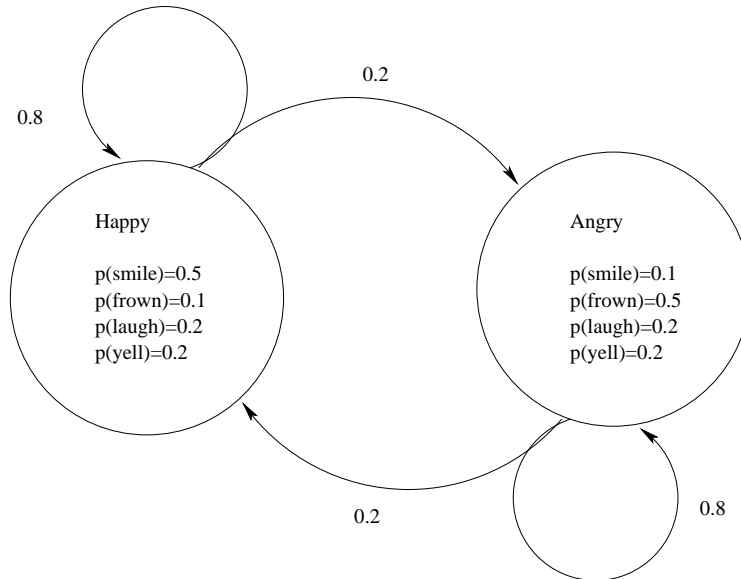 0.2
0.8
Happy
p(smile)=0.5
p(frown)=0.1
p(laugh)=0.2
p(yell)=0.2
Angry
p(smile)=0.1
p(frown)=0.5
p(laugh)=0.2
p(yell)=0.2
0.2
0.8